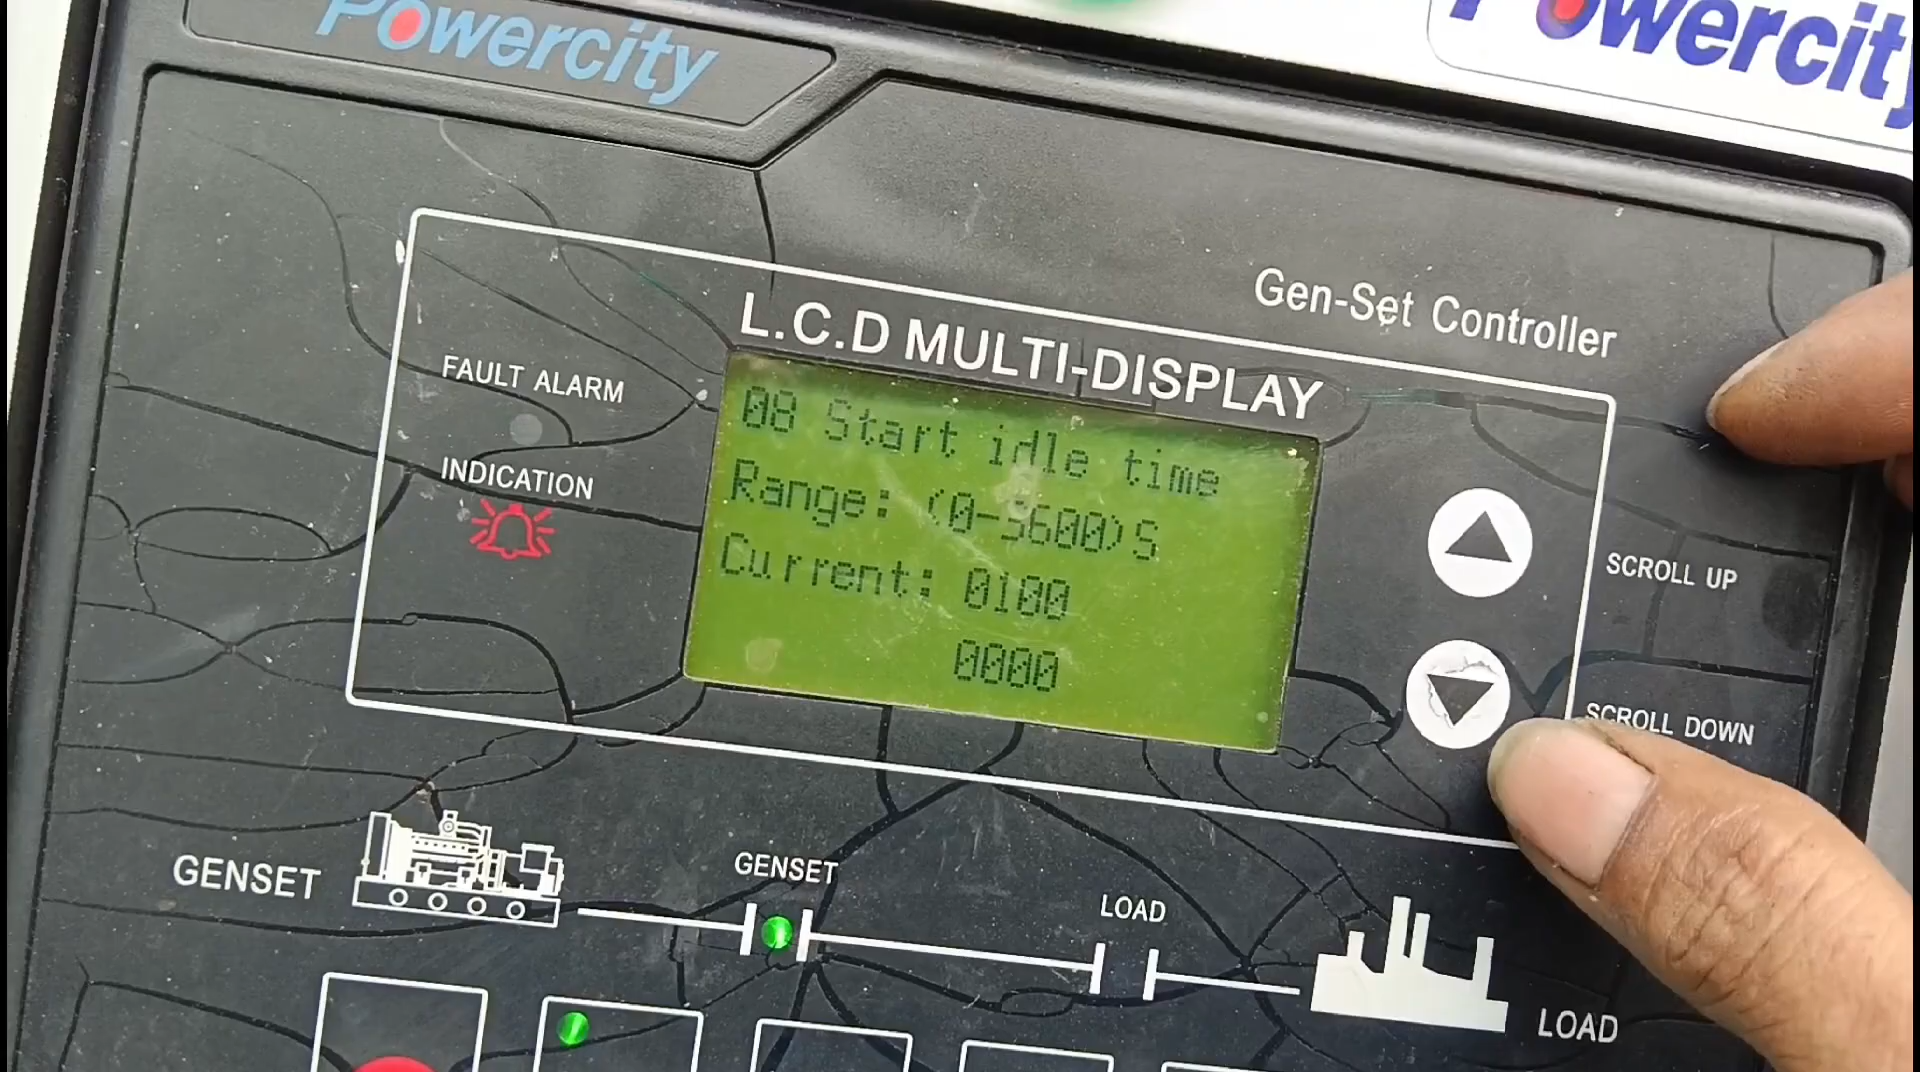 Powercity
Powercity
Gen-Set Controller
L.C.D MULTI-DISPLAY
FAULT ALARM
INDICATION
08 Start idle time
Range: (0-3600)S
Current: 0100
0000
SCROLL UP
SCROLL DOWN
GENSET
GENSET
LOAD
LOAD